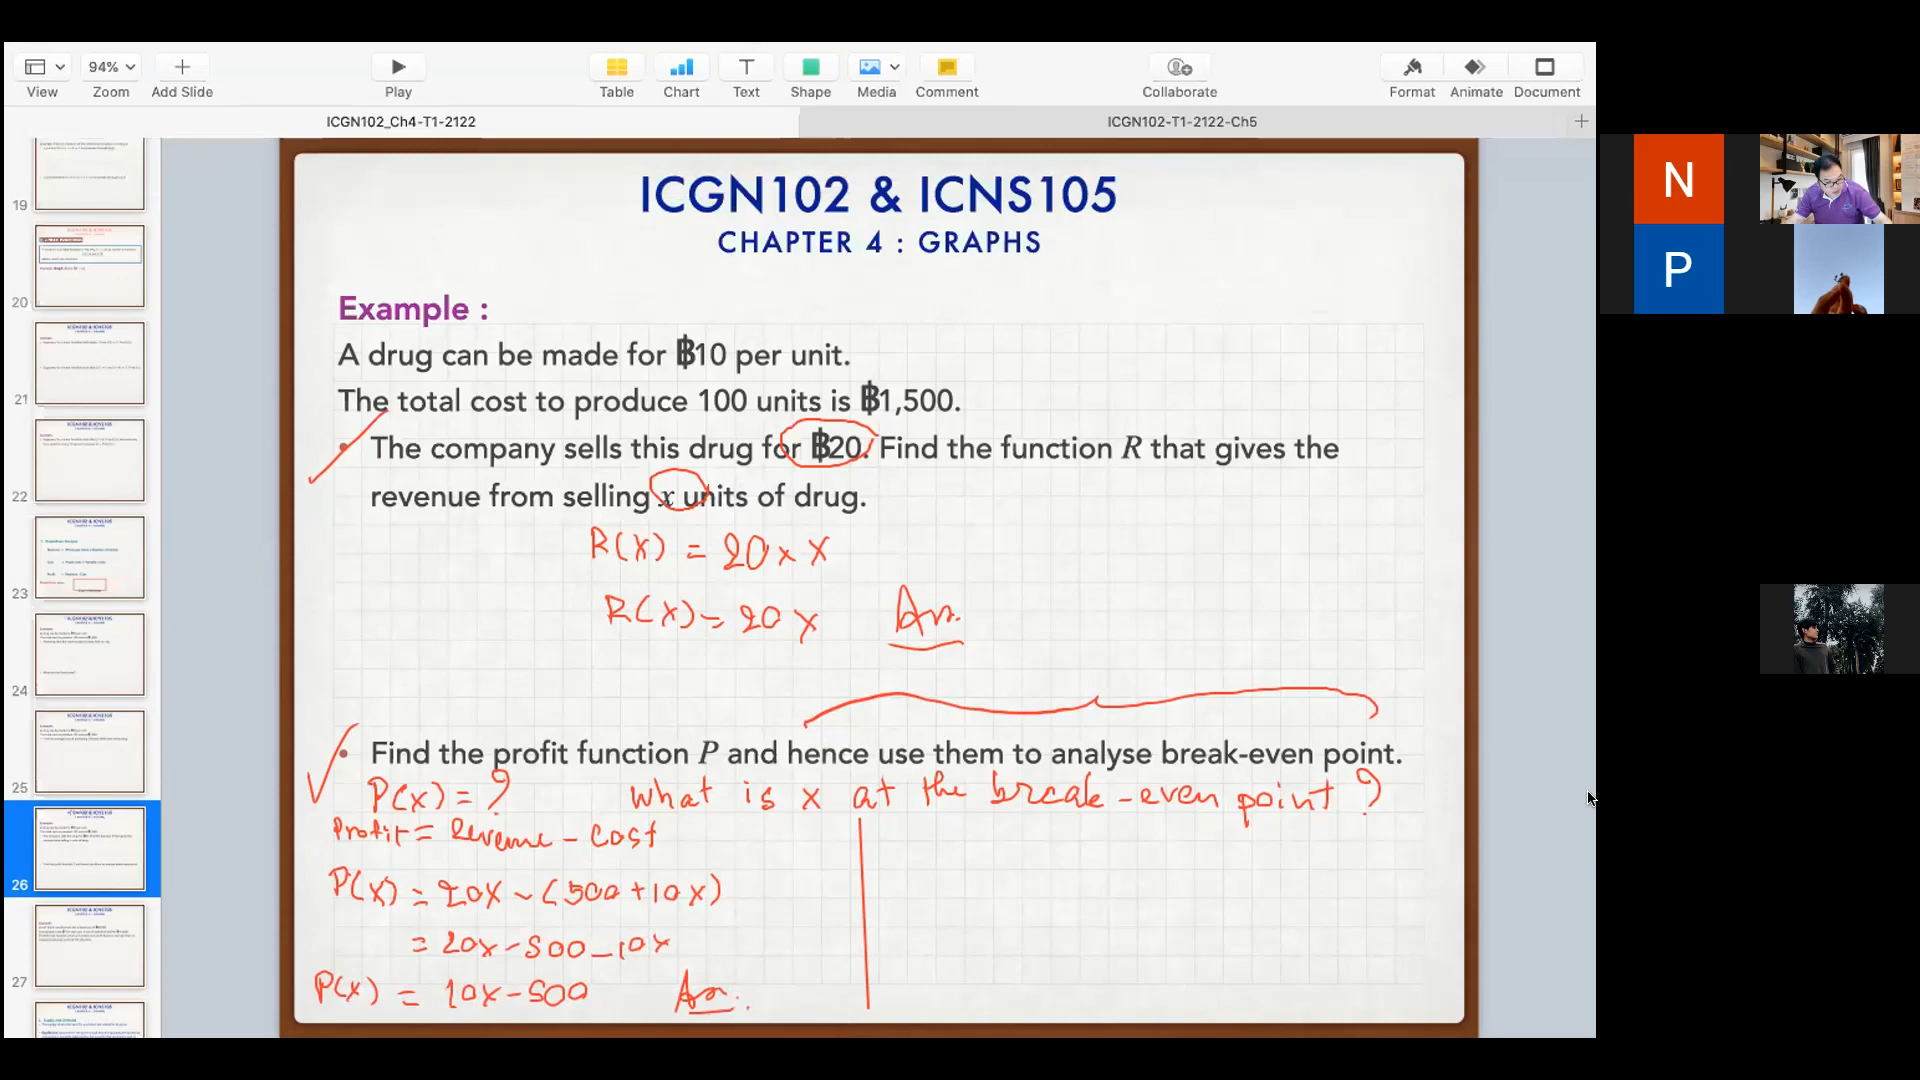 View
94%
Zoom
Add Slide
Play
Table
Chart
Text
Shape
Media
Comment
Collaborate
Format
Animate
Document
ICGN102_Ch4-T1-2122
ICGN102-T1-2122-Ch5
19
20
21
22
23
24
25
26
27
ICGN102 & ICNS105
CHAPTER 4 : GRAPHS
Example :
A drug can be made for ฿10 per unit.
The total cost to produce 100 units is ฿1,500.
• The company sells this drug for ฿20. Find the function R that gives the
revenue from selling x units of drug.
R(x) = 20 × x
R(x) = 20x Ans.
• Find the profit function P and hence use them to analyse break-even point.
P(x) = ? What is x at the break-even point ?
Profit = Revenue - cost
P(x) = 20x - (500 + 10x)
= 20x - 500 - 10x
P(x) = 10x - 500 Ans.
N
P